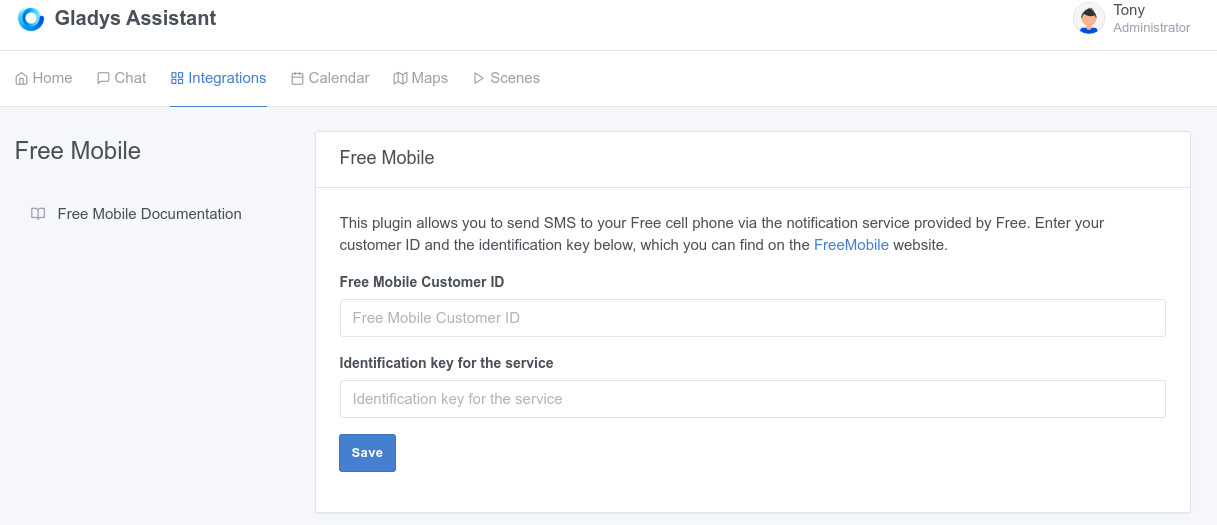 Gladys Assistant
Tony
Administrator
Home
Chat
Integrations
Calendar
Maps
Scenes
Free Mobile
Free Mobile Documentation
Free Mobile
This plugin allows you to send SMS to your Free cell phone via the notification service provided by Free. Enter your
customer ID and the identification key below, which you can find on the FreeMobile website.
Free Mobile Customer ID
Free Mobile Customer ID
Identification key for the service
Identification key for the service
Save